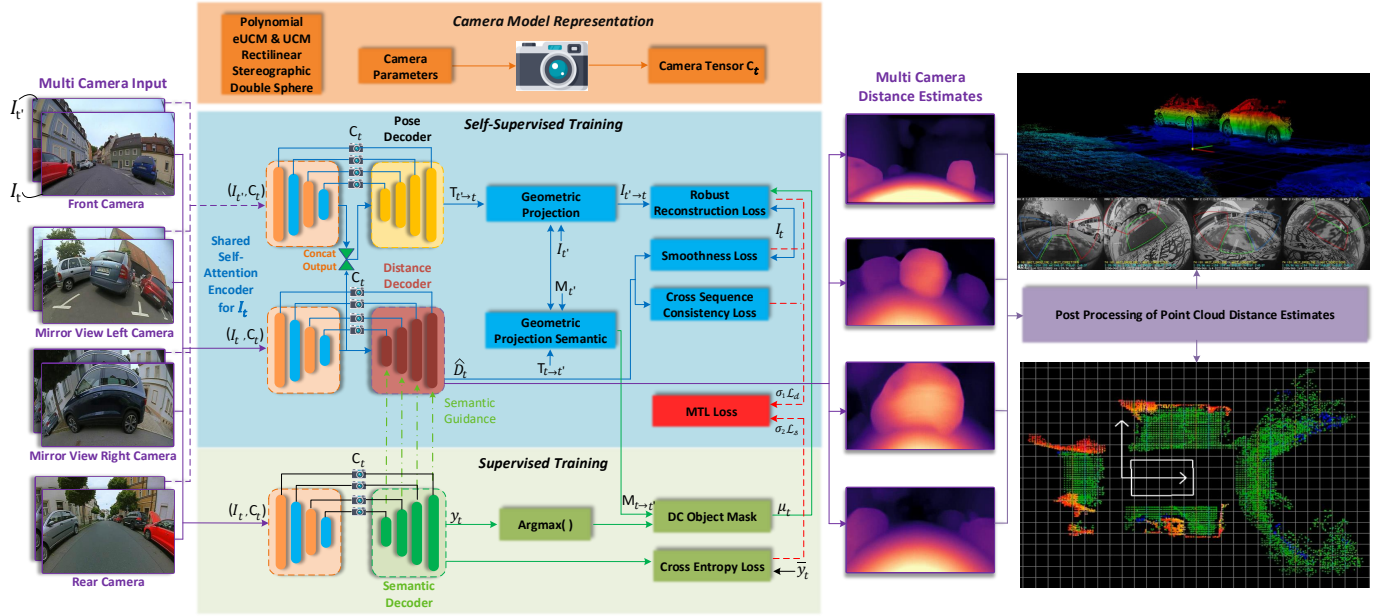 Camera Model Representation
Polynomial
eUCM & UCM
Rectilinear
Stereographic
Double Sphere
Camera
Parameters
Camera Tensor Cₜ
Multi Camera Input
Iₜ'
Iₜ
Front Camera
Mirror View Left Camera
Mirror View Right Camera
Rear Camera
Self-Supervised Training
Cₜ
Pose
Decoder
(Iₜ', Cₜ)
Shared
Self-
Attention
Encoder
for Iₜ
Concat
Output
Cₜ
Distance
Decoder
(Iₜ, Cₜ)
Tₜ'→ₜ
Geometric
Projection
Iₜ'→ₜ
Robust
Reconstruction Loss
Iₜ
Iₜ'
Mₜ'
Smoothness Loss
Cross Sequence
Consistency Loss
Geometric
Projection Semantic
Tₜ→ₜ'
D̂ₜ
Semantic
Guidance
σ₁ℒ_d
MTL Loss
σ₂ℒₛ
Supervised Training
Cₜ
(Iₜ, Cₜ)
Semantic
Decoder
yₜ
Argmax( )
Mₜ→ₜ'
DC Object Mask
μₜ
Cross Entropy Loss
y̅ₜ
Multi Camera
Distance Estimates
Post Processing of Point Cloud Distance Estimates